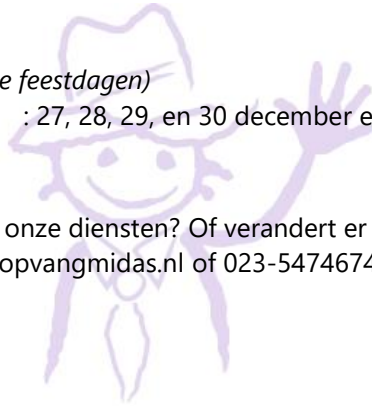 e feestdagen)
: 27, 28, 29, en 30 december e
onze diensten? Of verandert er
opvangmidas.nl of 023-5474674